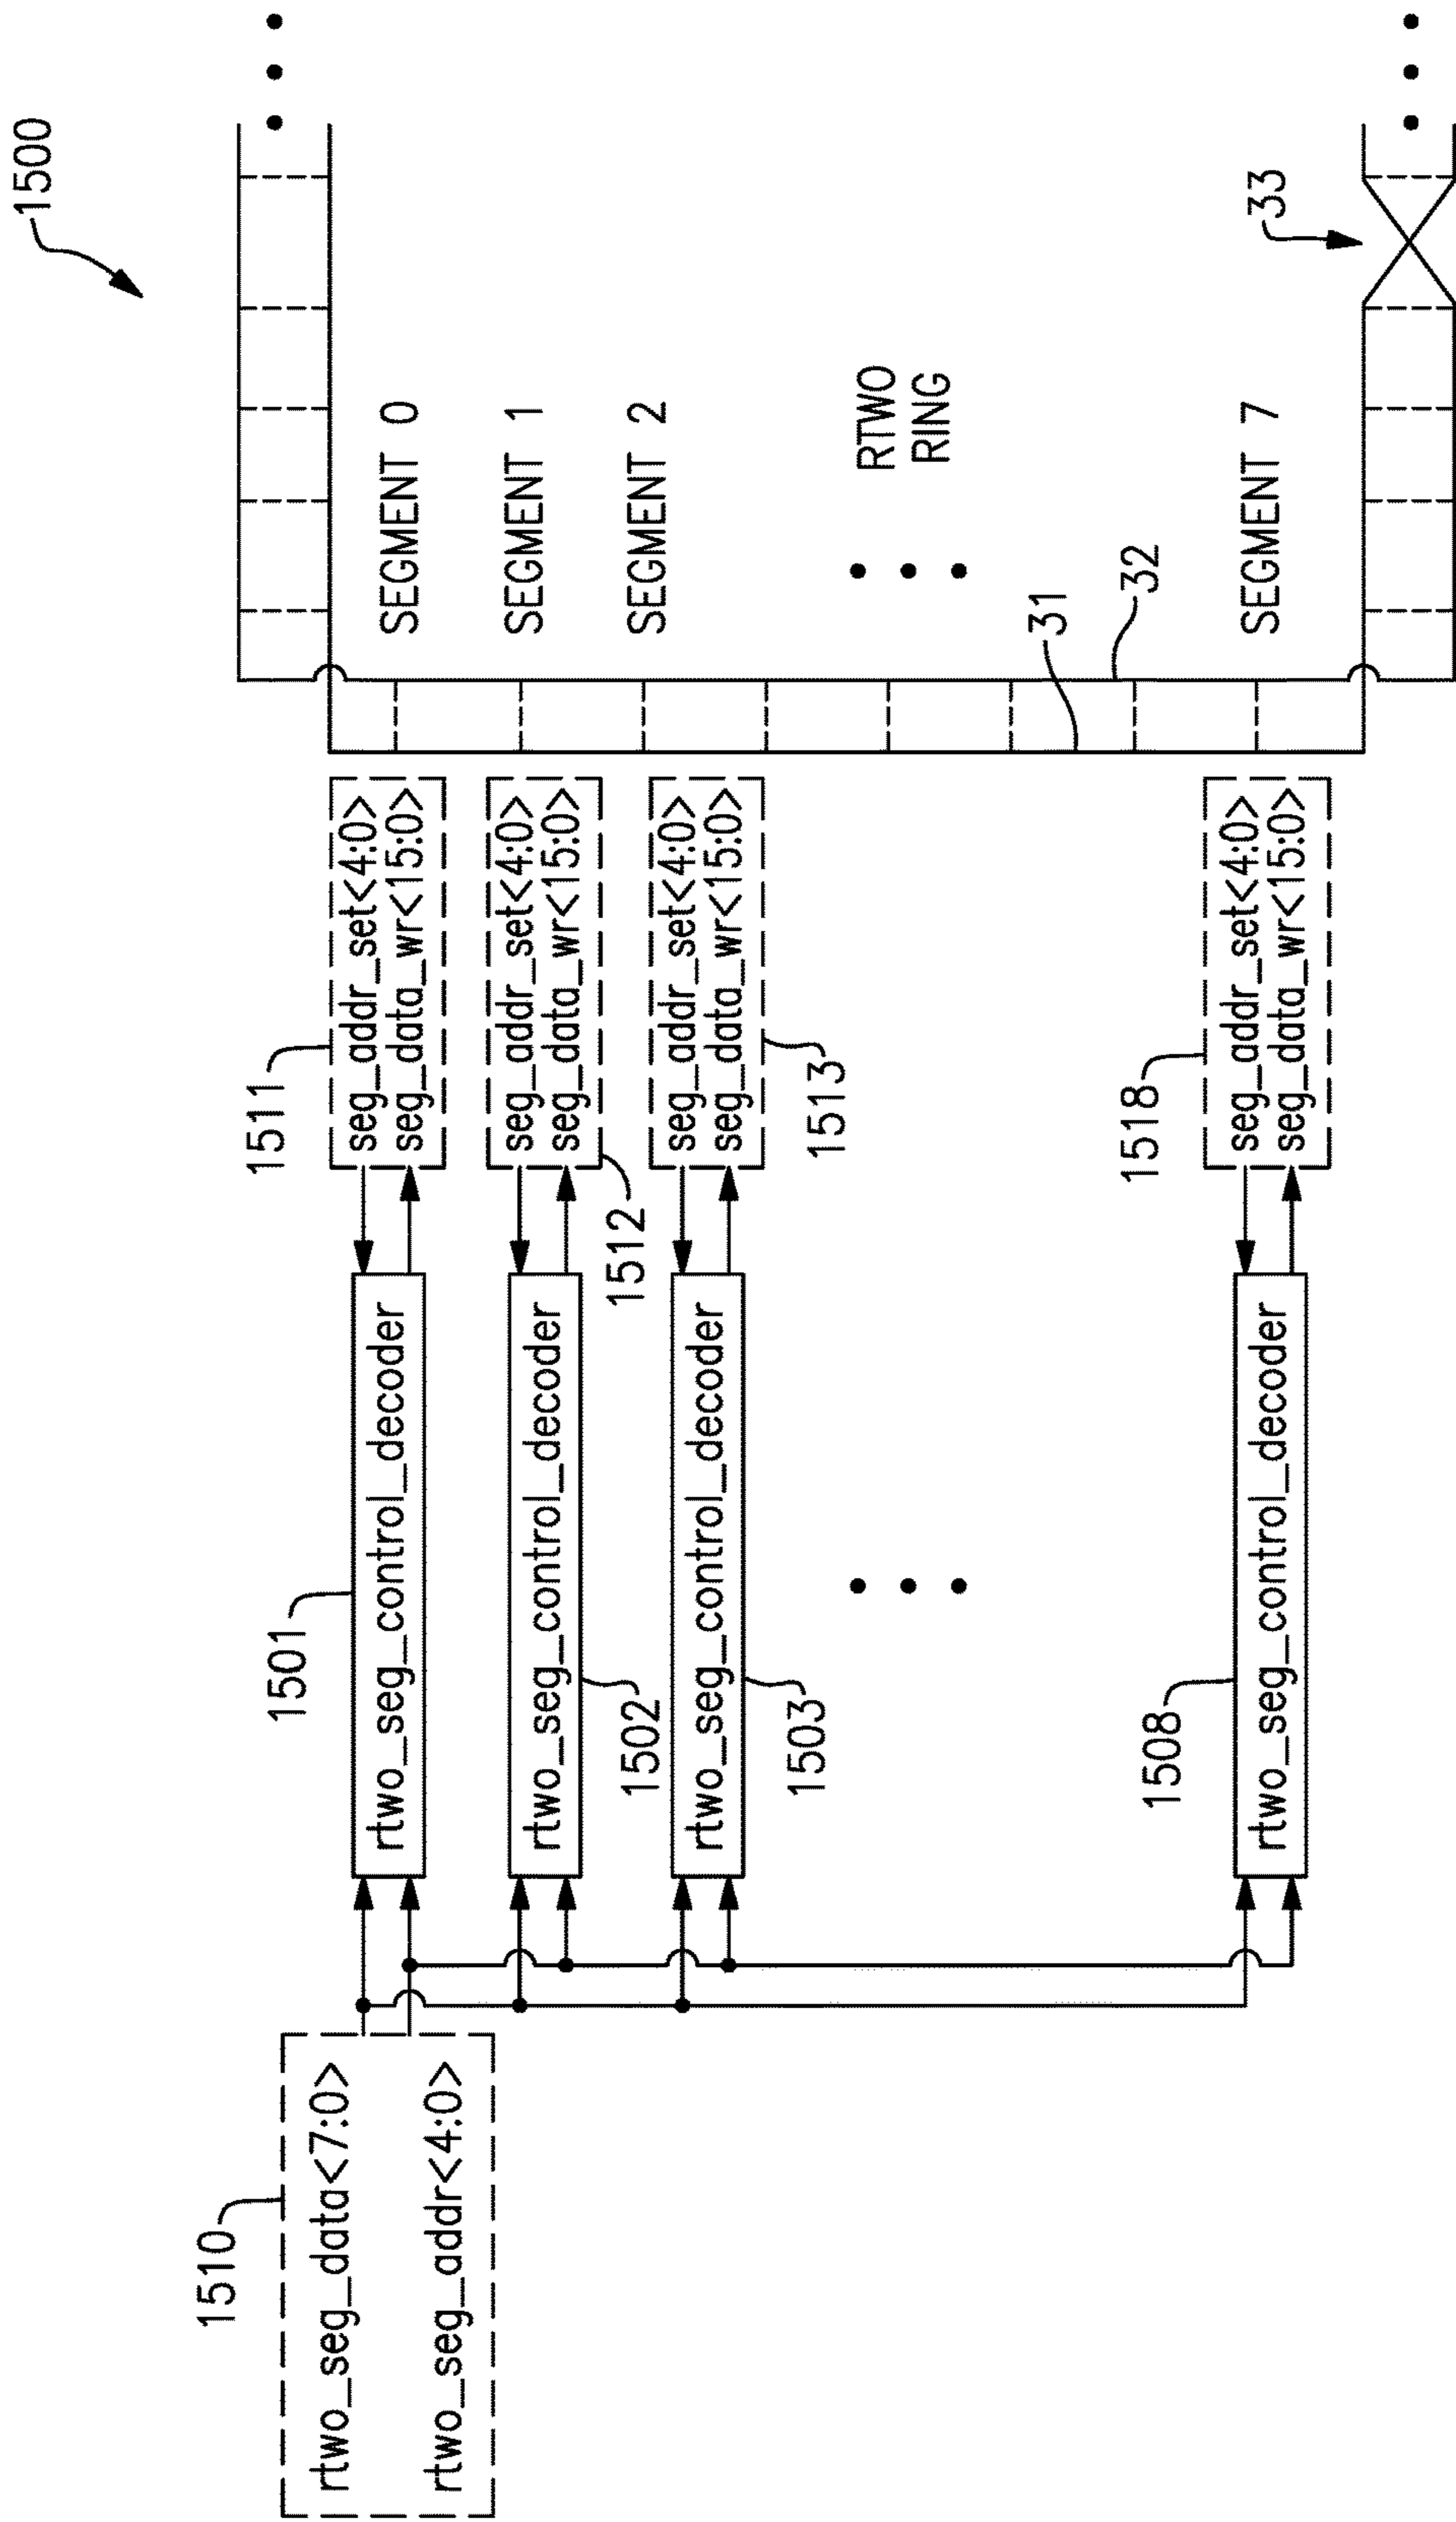 1500
1510
rtwo_seg_data<7:0>
rtwo_seg_addr<4:0>
1501
rtwo_seg_control_decoder
1511
seg_addr_set<4:0>
seg_data_wr<15:0>
SEGMENT 0
rtwo_seg_control_decoder
1502
seg_addr_set<4:0>
seg_data_wr<15:0>
1512
SEGMENT 1
rtwo_seg_control_decoder
1503
seg_addr_set<4:0>
seg_data_wr<15:0>
1513
SEGMENT 2
RTWO
RING
31
32
1508
rtwo_seg_control_decoder
1518
seg_addr_set<4:0>
seg_data_wr<15:0>
SEGMENT 7
33